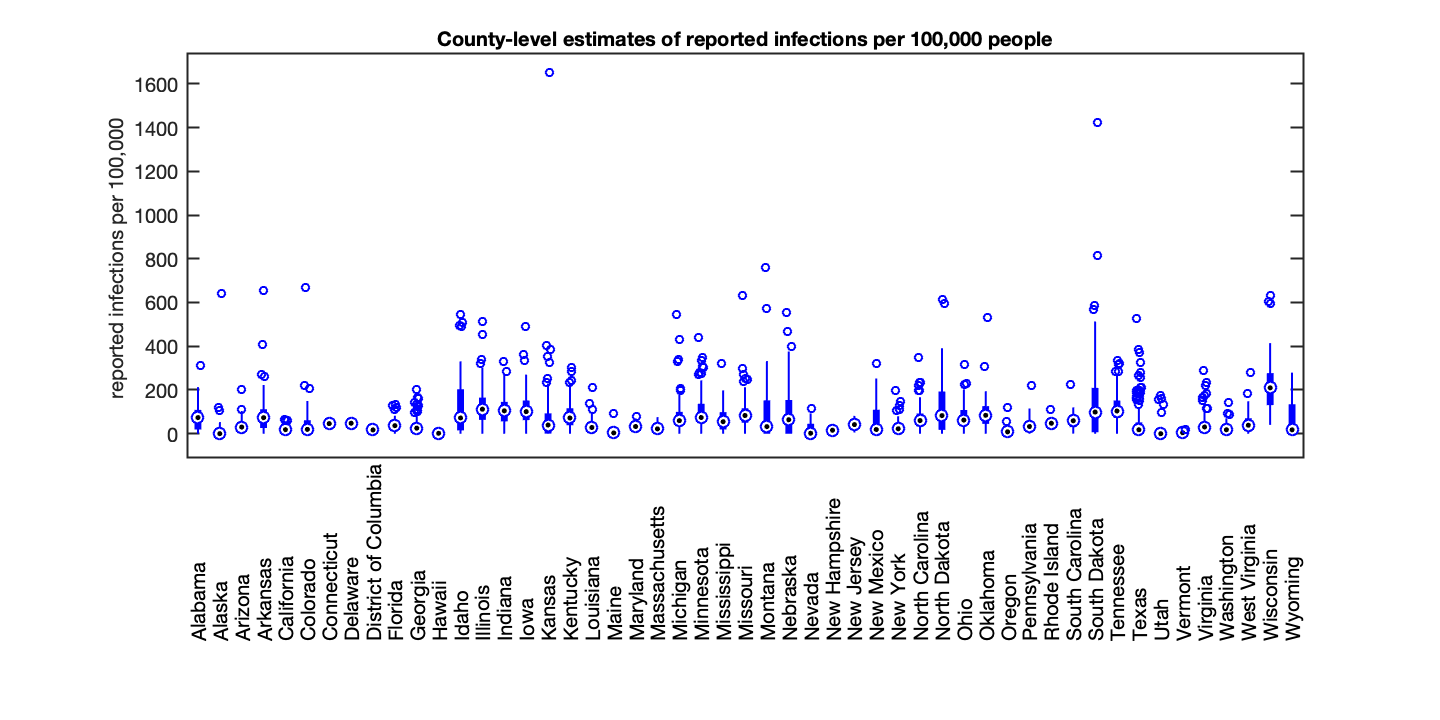 County-level estimates of reported infections per 100,000 people
reported infections per 100,000
1600
1400
1200
1000
800
600
400
200
0
Alabama
Alaska
Arizona
Arkansas
California
Colorado
Connecticut
Delaware
District of Columbia
Florida
Georgia
Hawaii
Idaho
Illinois
Indiana
Iowa
Kansas
Kentucky
Louisiana
Maine
Maryland
Massachusetts
Michigan
Minnesota
Mississippi
Missouri
Montana
Nebraska
Nevada
New Hampshire
New Jersey
New Mexico
New York
North Carolina
North Dakota
Ohio
Oklahoma
Oregon
Pennsylvania
Rhode Island
South Carolina
South Dakota
Tennessee
Texas
Utah
Vermont
Virginia
Washington
West Virginia
Wisconsin
Wyoming